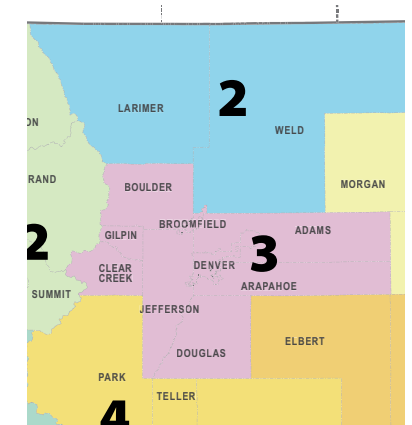 2
LARIMER
ON
WELD
RAND
BOULDER
MORGAN
BROOMFIELD
2
GILPIN
3
ADAMS
CLEAR
CREEK
DENVER
ARAPAHOE
SUMMIT
JEFFERSON
ELBERT
DOUGLAS
PARK
TELLER
4